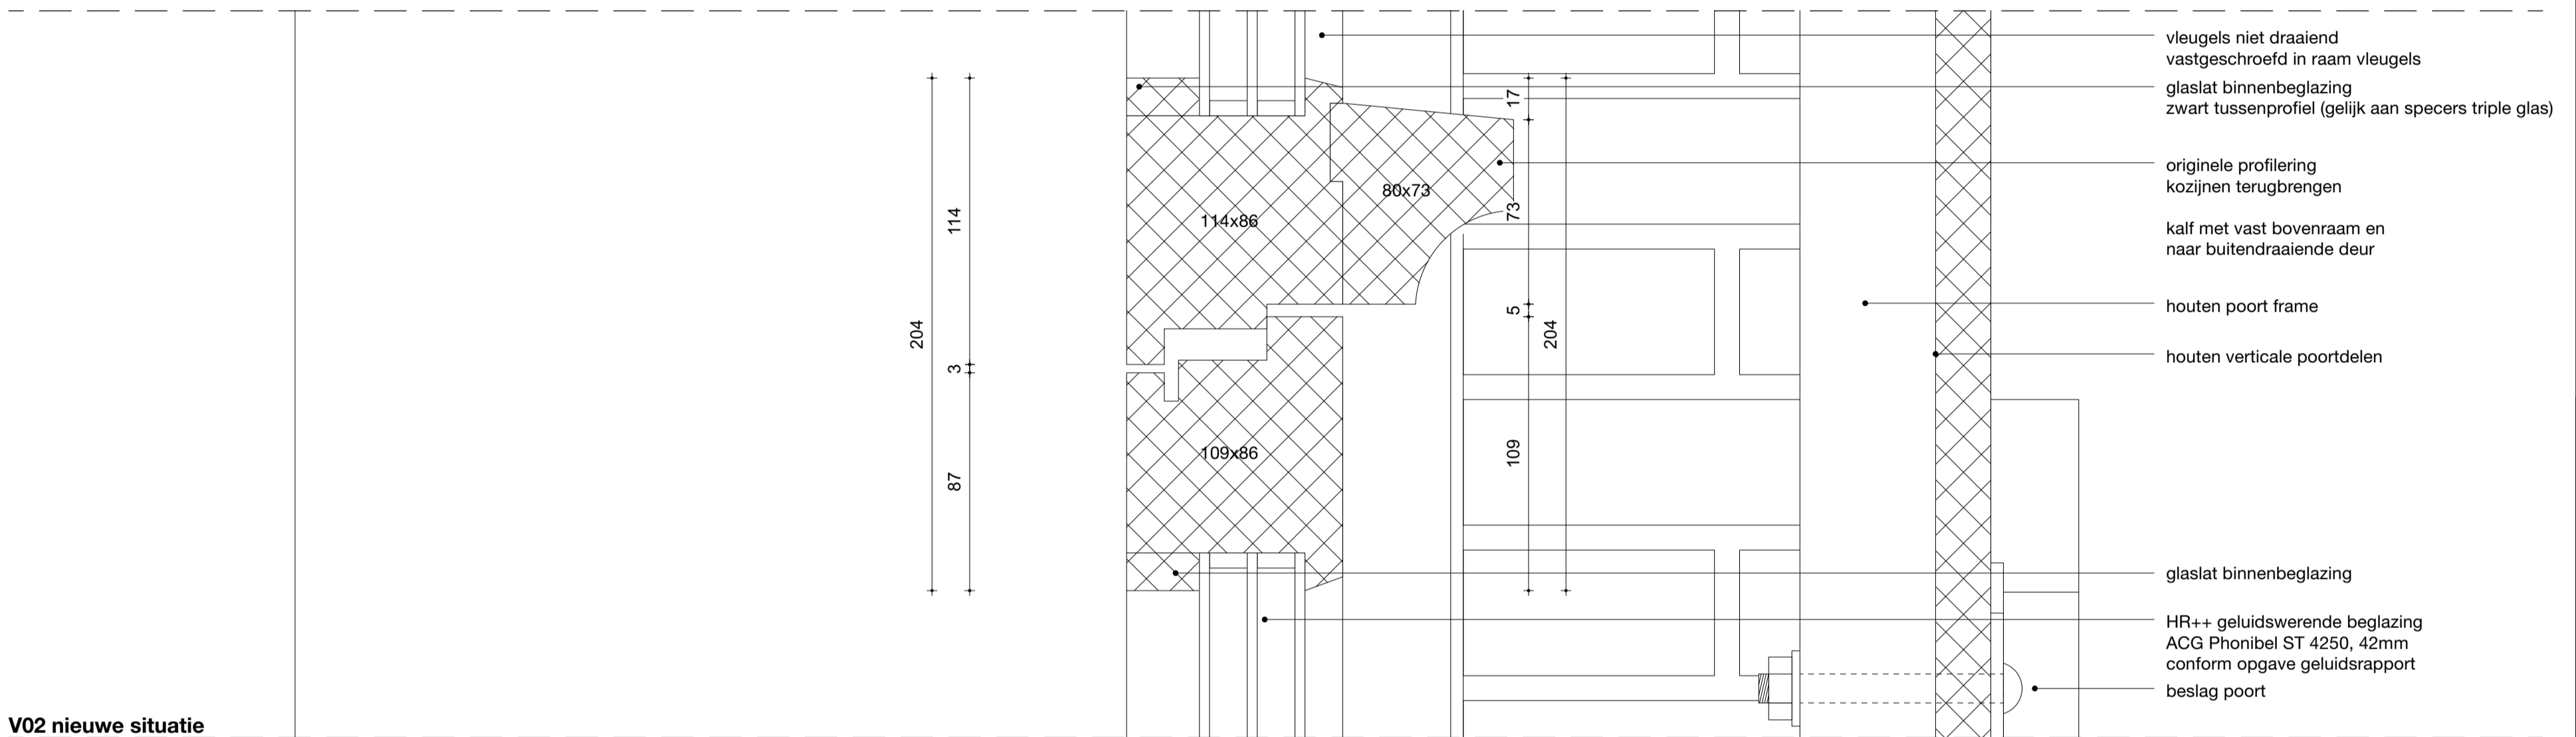 vleugels niet draaiend
vastgeschroefd in raam vleugels
glaslat binnenbeglazing
zwart tussenprofiel (gelijk aan specers triple glas)
originele profilering
kozijnen terugbrengen
kalf met vast bovenraam en
naar buitendraaiende deur
houten poort frame
houten verticale poortdelen
glaslat binnenbeglazing
HR++ geluidswerende beglazing
ACG Phonibel ST 4250, 42mm
conform opgave geluidsrapport
beslag poort
204
114
3
87
114x86
80x73
109x86
17
73
5
109
204
V02 nieuwe situatie